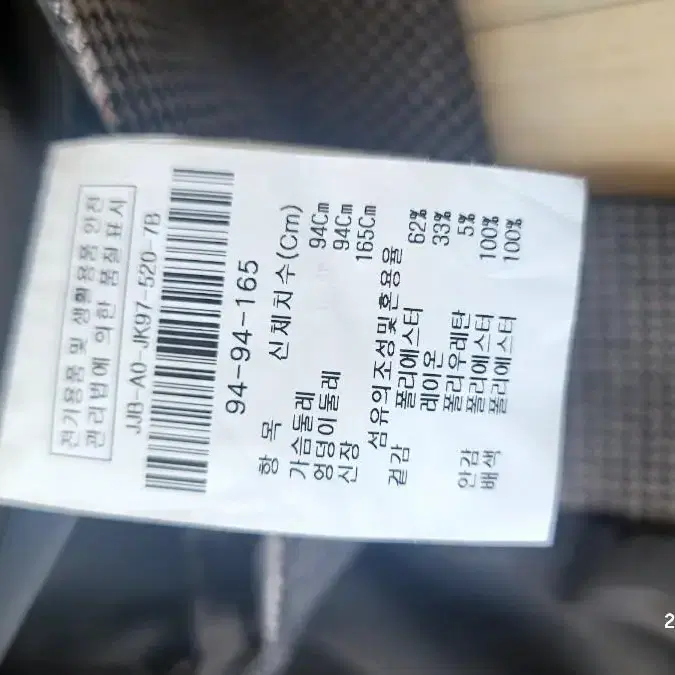 전기용품 및 생활용품 안전
관리법에 의한 품질 표시
JJB-A0-JK97-520-7B
94-94-165
항 목 신체치수(Cm)
가슴둘레 94Cm
엉덩이둘레 94Cm
신장 165Cm
섬유의조성및혼용율
겉감 폴리에스터 62%
레이온 33%
폴리우레탄 5%
안감 폴리에스터 100%
배색 폴리에스터 100%
2